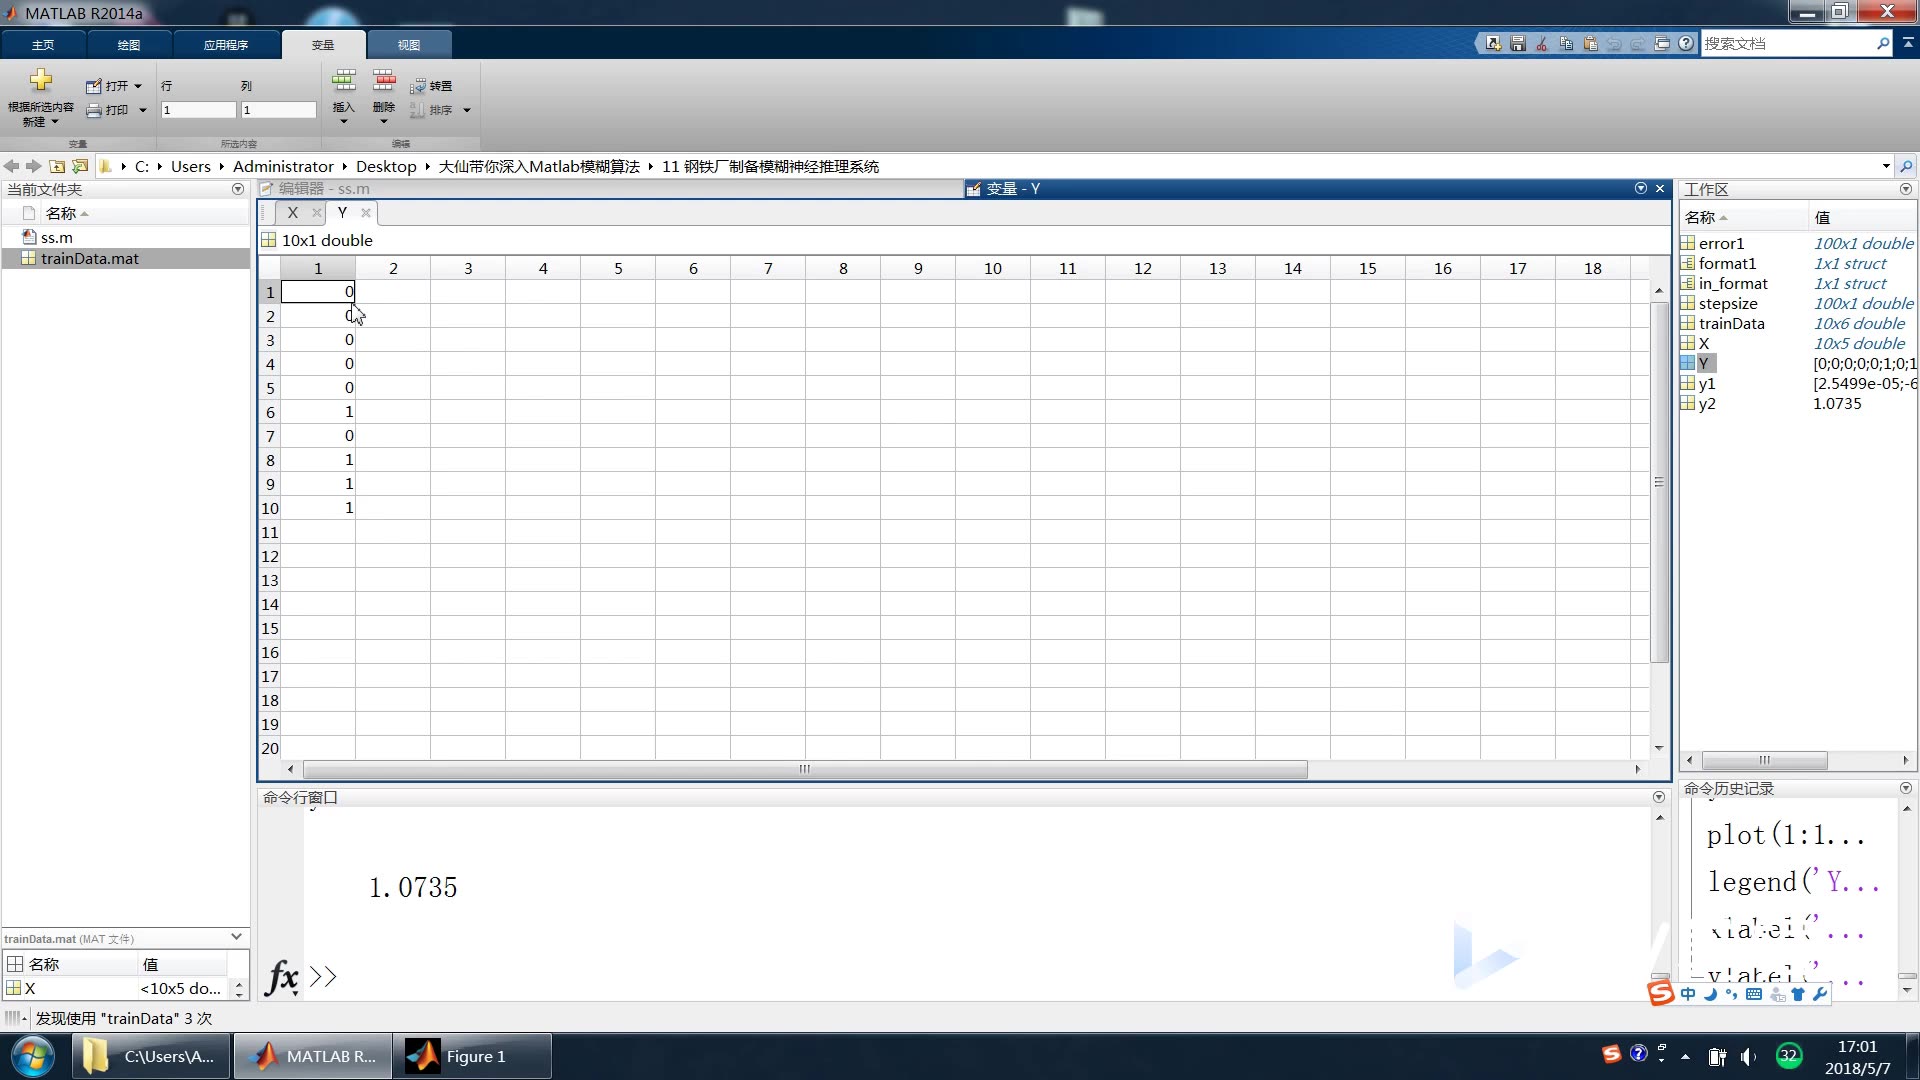 MATLAB R2014a
主页 绘图 应用程序 变量 视图
搜索文档
根据所选内容
新建
打开
打印
行 列
1 1
插入 删除 转置
排序
变量 所选内容 编辑
C: Users Administrator Desktop 大仙带你深入Matlab模糊算法 11 钢铁厂制备模糊神经推理系统
当前文件夹
名称
ss.m
trainData.mat
编辑器 - ss.m
变量 - Y
X Y
10x1 double
1 2 3 4 5 6 7 8 9 10 11 12 13 14 15 16 17 18
1 0
2 0
3 0
4 0
5 0
6 1
7 0
8 1
9 1
10 1
11
12
13
14
15
16
17
18
19
20
工作区
名称 值
error1 100x1 double
format1 1x1 struct
in_format 1x1 struct
stepsize 100x1 double
trainData 10x6 double
X 10x5 double
Y [0;0;0;0;0;1;0;1
y1 [2.5499e-05;-6
y2 1.0735
命令行窗口
1.0735
fx >>
命令历史记录
plot(1:1...
legend('Y...
xlabel('...
ylabel('...
trainData.mat (MAT 文件)
名称 值
X <10x5 do...
发现使用 "trainData" 3 次
中
C:\Users\A...
MATLAB R...
Figure 1
32
17:01
2018/5/7